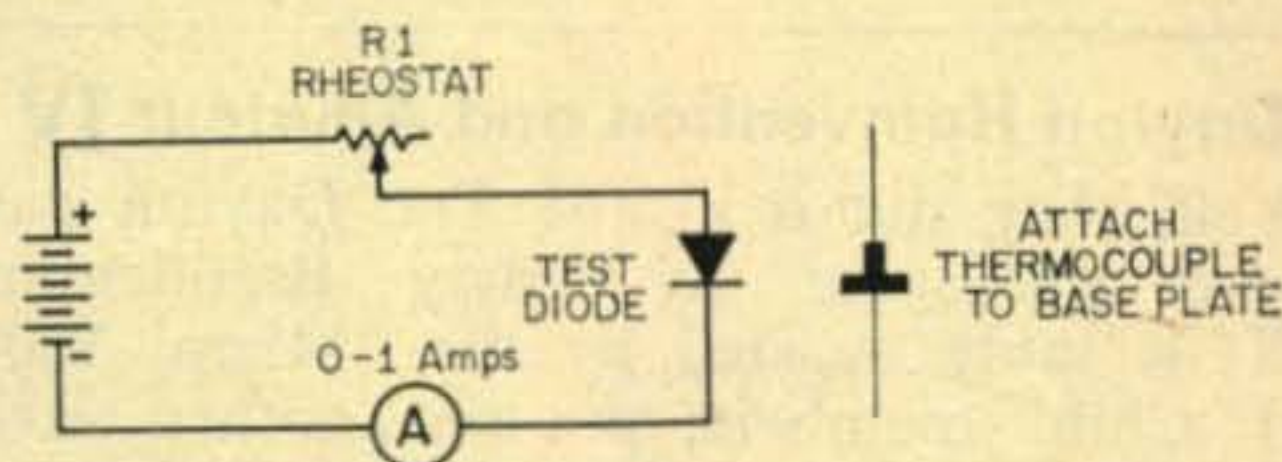 R1
RHEOSTAT
+
-
TEST
DIODE
0-1 Amps
A
ATTACH
THERMOCOUPLE
TO BASE PLATE